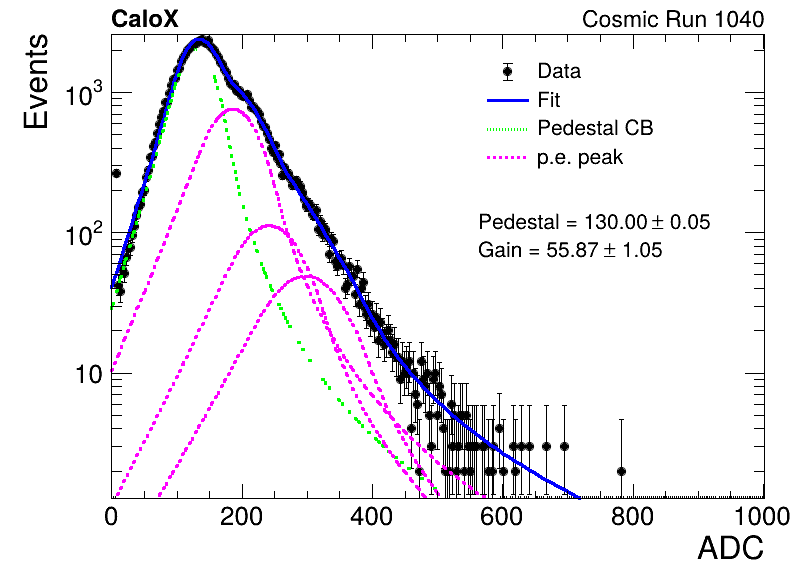 CaloX Cosmic Run 1040
Events
10³
10²
10
Data
Fit
Pedestal CB
p.e. peak
Pedestal = 130.00 ± 0.05
Gain = 55.87 ± 1.05
0 200 400 600 800 1000
ADC